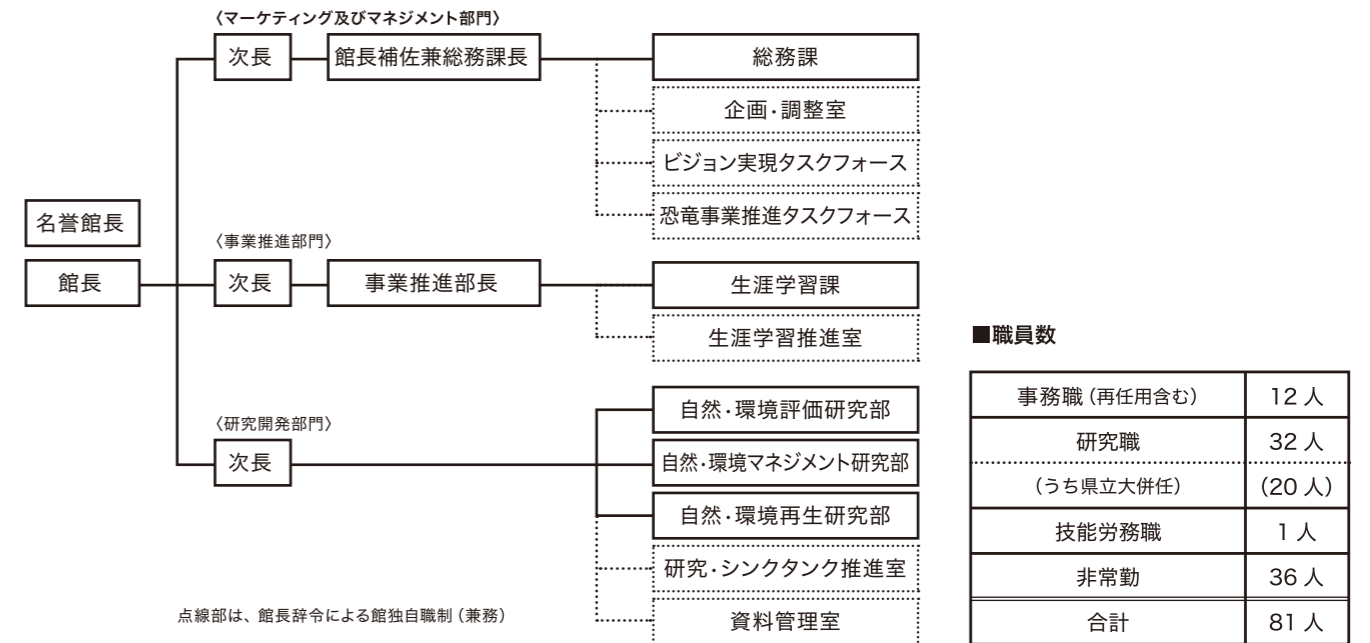 〈マーケティング及びマネジメント部門〉
次長
館長補佐兼総務課長
総務課
企画・調整室
ビジョン実現タスクフォース
恐竜事業推進タスクフォース
名誉館長
館長
〈事業推進部門〉
次長
事業推進部長
生涯学習課
生涯学習推進室
〈研究開発部門〉
次長
自然・環境評価研究部
自然・環境マネジメント研究部
自然・環境再生研究部
研究・シンクタンク推進室
資料管理室
点線部は、館長辞令による館独自職制（兼務）
■職員数
事務職（再任用含む） 12人
研究職 32人
（うち県立大併任） （20人）
技能労務職 1人
非常勤 36人
合計 81人